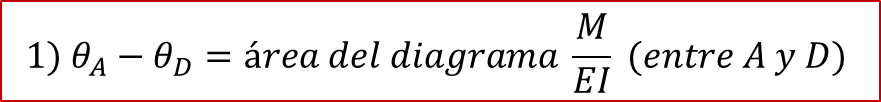 1) θ_A − θ_D = área del diagrama M/EI (entre A y D)